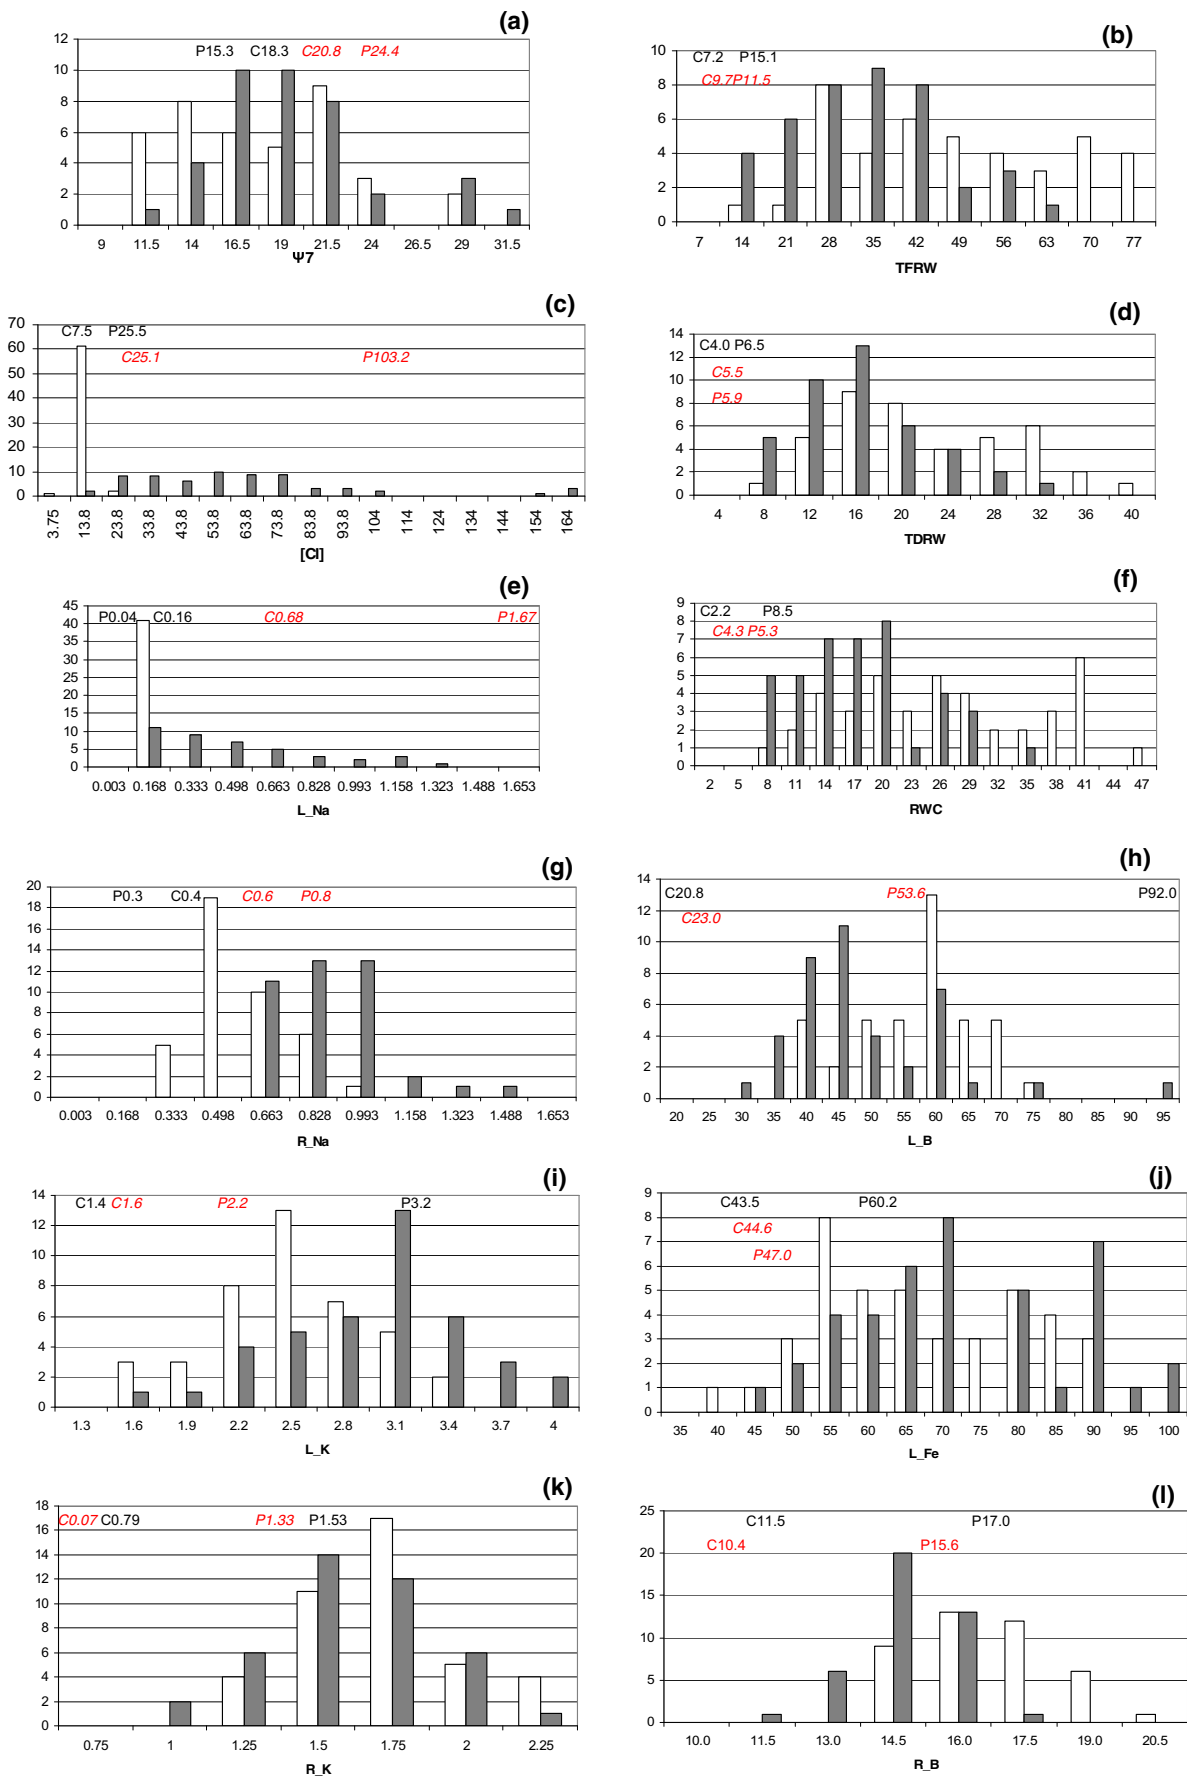 (a)
P15.3 C18.3 C20.8 P24.4
12
10
8
6
4
2
0
9 11.5 14 16.5 19 21.5 24 26.5 29 31.5
Ψ7
(b)
C7.2 P15.1
C9.7P11.5
10
8
6
4
2
0
7 14 21 28 35 42 49 56 63 70 77
TFRW
(c)
C7.5 P25.5
C25.1 P103.2
70
60
50
40
30
20
10
0
3.75 13.8 23.8 33.8 43.8 53.8 63.8 73.8 83.8 93.8 104 114 124 134 144 154 164
[Cl]
(d)
C4.0 P6.5
C5.5
P5.9
14
12
10
8
6
4
2
0
4 8 12 16 20 24 28 32 36 40
TDRW
(e)
P0.04 C0.16 C0.68 P1.67
45
40
35
30
25
20
15
10
5
0
0.003 0.168 0.333 0.498 0.663 0.828 0.993 1.158 1.323 1.488 1.653
L_Na
(f)
C2.2 P8.5
C4.3 P5.3
9
8
7
6
5
4
3
2
1
0
2 5 8 11 14 17 20 23 26 29 32 35 38 41 44 47
RWC
(g)
P0.3 C0.4 C0.6 P0.8
20
18
16
14
12
10
8
6
4
2
0
0.003 0.168 0.333 0.498 0.663 0.828 0.993 1.158 1.323 1.488 1.653
R_Na
(h)
C20.8 P53.6 P92.0
C23.0
14
12
10
8
6
4
2
0
20 25 30 35 40 45 50 55 60 65 70 75 80 85 90 95
L_B
(i)
C1.4 C1.6 P2.2 P3.2
14
12
10
8
6
4
2
0
1.3 1.6 1.9 2.2 2.5 2.8 3.1 3.4 3.7 4
L_K
(j)
C43.5 P60.2
C44.6
P47.0
9
8
7
6
5
4
3
2
1
0
35 40 45 50 55 60 65 70 75 80 85 90 95 100
L_Fe
(k)
C0.07 C0.79 P1.33 P1.53
18
16
14
12
10
8
6
4
2
0
0.75 1 1.25 1.5 1.75 2 2.25
R_K
(l)
C11.5 P17.0
C10.4 P15.6
25
20
15
10
5
0
10.0 11.5 13.0 14.5 16.0 17.5 19.0 20.5
R_B